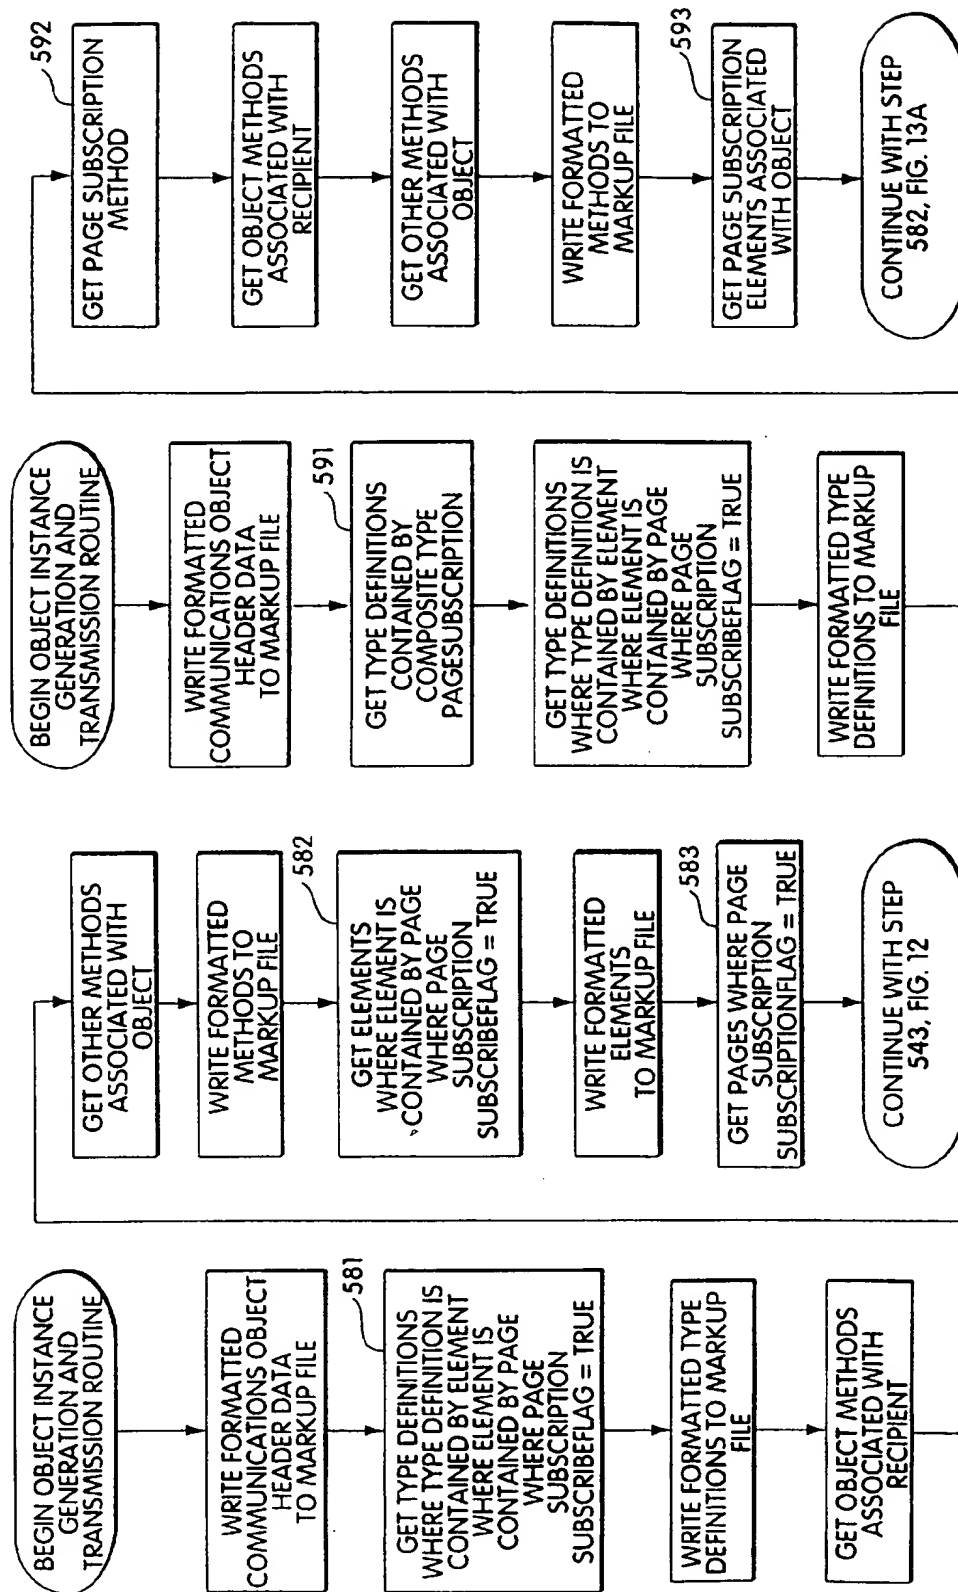 BEGIN OBJECT INSTANCE
GENERATION AND
TRANSMISSION ROUTINE
WRITE FORMATTED
COMMUNICATIONS OBJECT
HEADER DATA
TO MARKUP FILE
581
GET TYPE DEFINITIONS
WHERE TYPE DEFINITION IS
CONTAINED BY ELEMENT
WHERE ELEMENT IS
CONTAINED BY PAGE
WHERE PAGE
SUBSCRIPTION
SUBSCRIBEFLAG = TRUE
WRITE FORMATTED TYPE
DEFINITIONS TO MARKUP
FILE
GET OBJECT METHODS
ASSOCIATED WITH
RECIPIENT
GET OTHER METHODS
ASSOCIATED WITH
OBJECT
WRITE FORMATTED
METHODS TO
MARKUP FILE
582
GET ELEMENTS
WHERE ELEMENT IS
CONTAINED BY PAGE
WHERE PAGE
SUBSCRIPTION
SUBSCRIBEFLAG = TRUE
WRITE FORMATTED
ELEMENTS
TO MARKUP FILE
583
GET PAGES WHERE PAGE
SUBSCRIPTION
SUBSCRIPTIONFLAG = TRUE
CONTINUE WITH STEP
543, FIG. 12
BEGIN OBJECT INSTANCE
GENERATION AND
TRANSMISSION ROUTINE
WRITE FORMATTED
COMMUNICATIONS OBJECT
HEADER DATA
TO MARKUP FILE
591
GET TYPE DEFINITIONS
CONTAINED BY
COMPOSITE TYPE
PAGESUBSCRIPTION
GET TYPE DEFINITIONS
WHERE TYPE DEFINITION IS
CONTAINED BY ELEMENT
WHERE ELEMENT IS
CONTAINED BY PAGE
WHERE PAGE
SUBSCRIPTION
SUBSCRIBEFLAG = TRUE
WRITE FORMATTED TYPE
DEFINITIONS TO MARKUP
FILE
592
GET PAGE SUBSCRIPTION
METHOD
GET OBJECT METHODS
ASSOCIATED WITH
RECIPIENT
GET OTHER METHODS
ASSOCIATED WITH
OBJECT
WRITE FORMATTED
METHODS TO
MARKUP FILE
593
GET PAGE SUBSCRIPTION
ELEMENTS ASSOCIATED
WITH OBJECT
CONTINUE WITH STEP
582, FIG. 13A